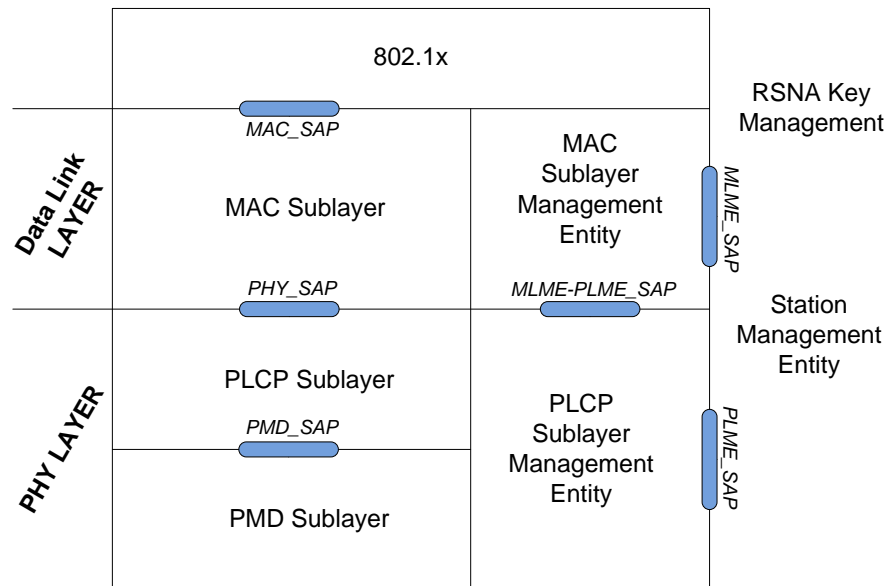 802.1x
RSNA Key
Management
MAC_SAP
Data Link
LAYER
MAC Sublayer
MAC
Sublayer
Management
Entity
MLME_SAP
PHY_SAP
MLME-PLME_SAP
Station
Management
Entity
PHY LAYER
PLCP Sublayer
PMD_SAP
PMD Sublayer
PLCP
Sublayer
Management
Entity
PLME_SAP